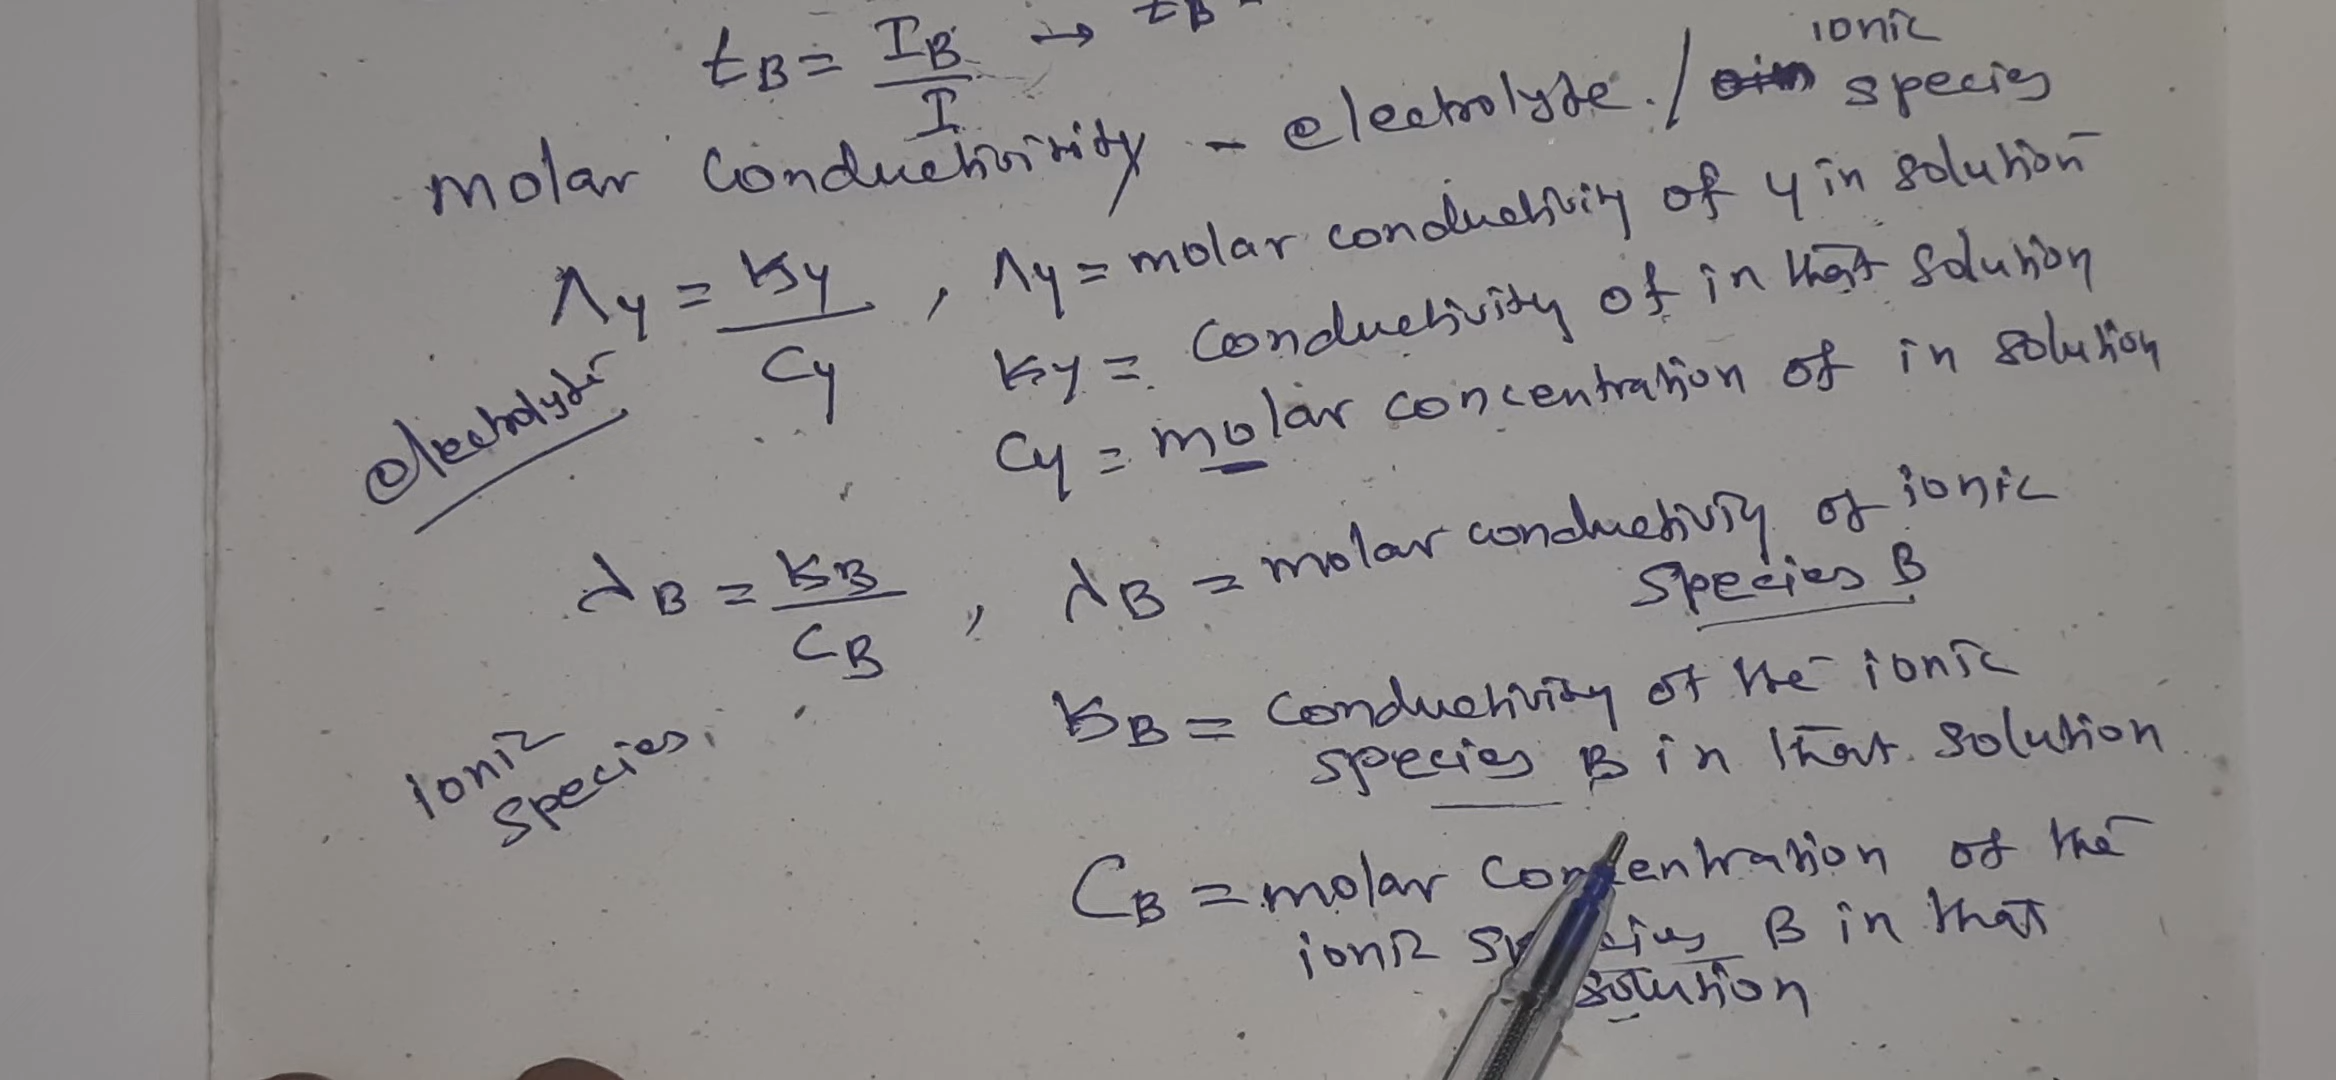 tB = IB / I → tB
molar conductivity - electrolyte. / ionic species
Λy = κy / Cy , Λy = molar conductivity of y in solution
κy = conductivity of in that solution
electrolyte
Cy = molar concentration of in solution
λB = κB / CB , λB = molar conductivity of ionic
species B
ionic
species.
κB = conductivity of the ionic
species B in that solution
CB = molar concentration of the
ionic species B in that
solution